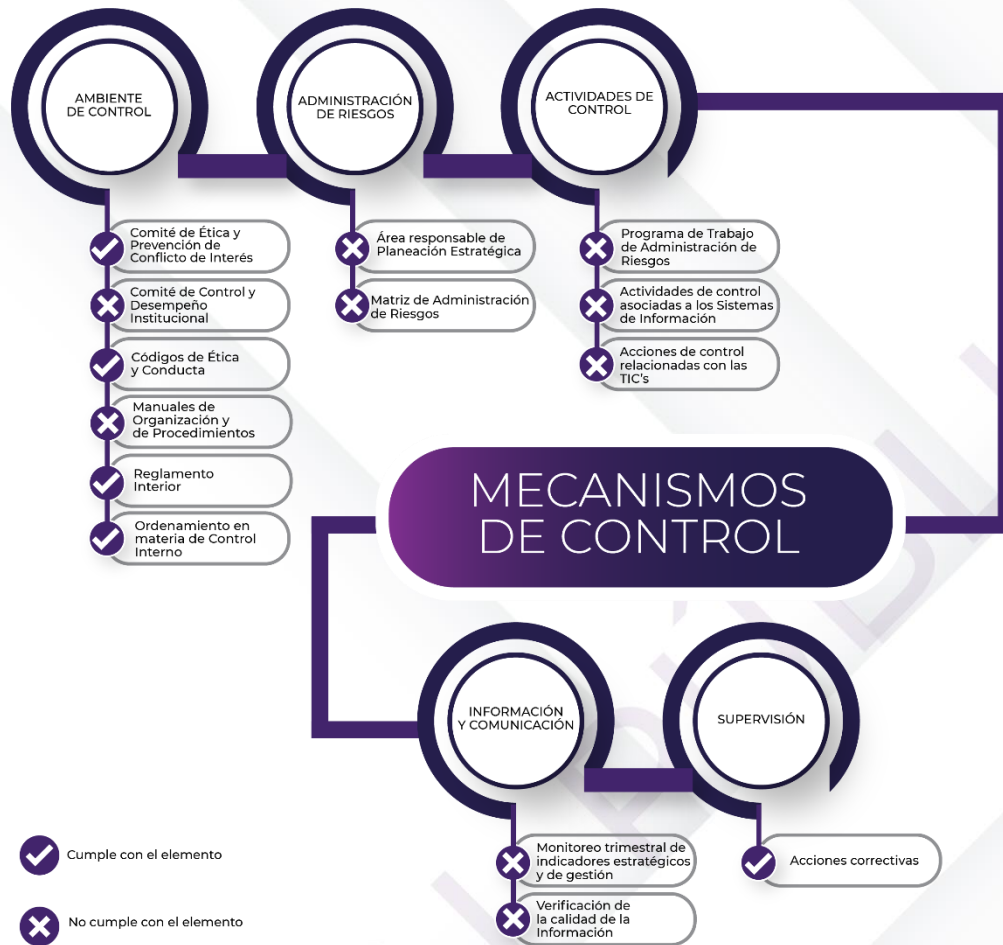 AMBIENTE
DE CONTROL
Comité de Ética y
Prevención de
Conflicto de Interés
Comité de Control y
Desempeño
Institucional
Códigos de Ética
y Conducta
Manuales de
Organización y
de Procedimientos
Reglamento
Interior
Ordenamiento en
materia de Control
Interno
ADMINISTRACIÓN
DE RIESGOS
Área responsable de
Planeación Estratégica
Matriz de Administración
de Riesgos
ACTIVIDADES DE
CONTROL
Programa de Trabajo
de Administración de
Riesgos
Actividades de control
asociadas a los Sistemas
de Información
Acciones de control
relacionadas con las
TIC's
MECANISMOS
DE CONTROL
INFORMACIÓN
Y COMUNICACIÓN
Monitoreo trimestral de
indicadores estratégicos
y de gestión
Verificación de
la calidad de la
Información
SUPERVISIÓN
Acciones correctivas
Cumple con el elemento
No cumple con el elemento